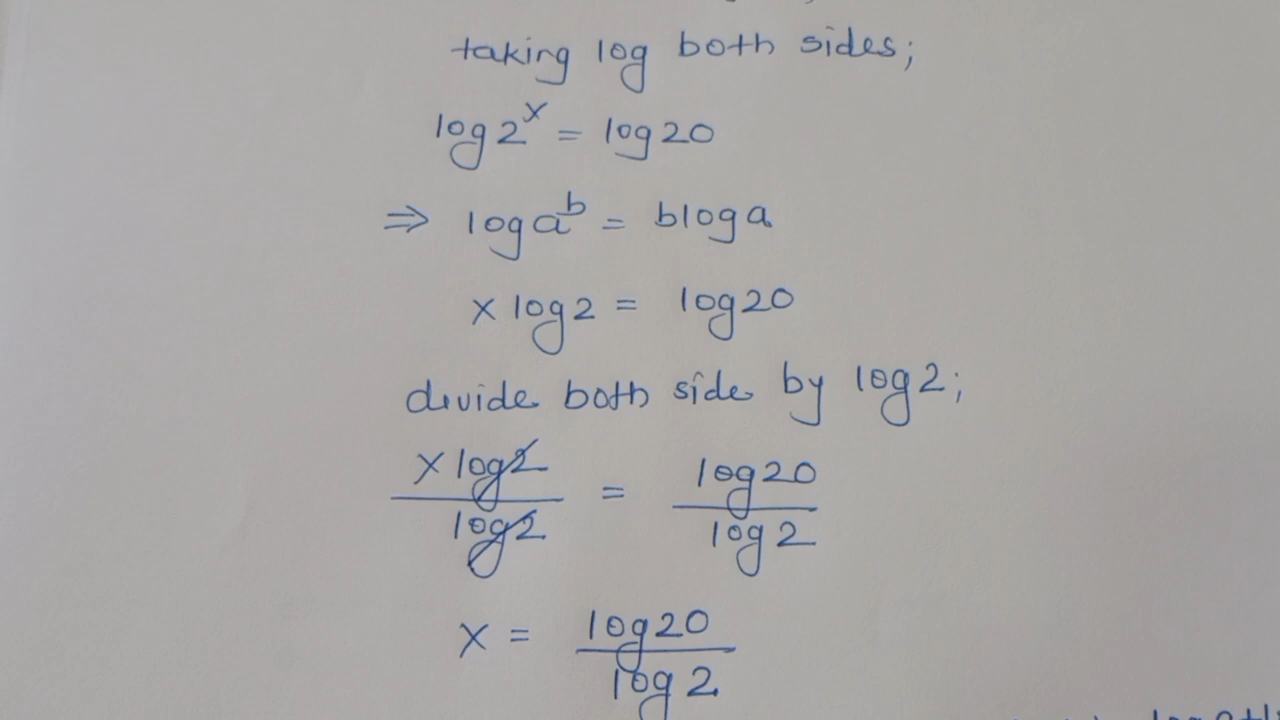 taking log both sides;
log 2^x = log 20
⇒ log a^b = b log a
x log 2 = log 20
divide both side by log 2;
x log 2 / log 2 = log 20 / log 2
x = log 20 / log 2